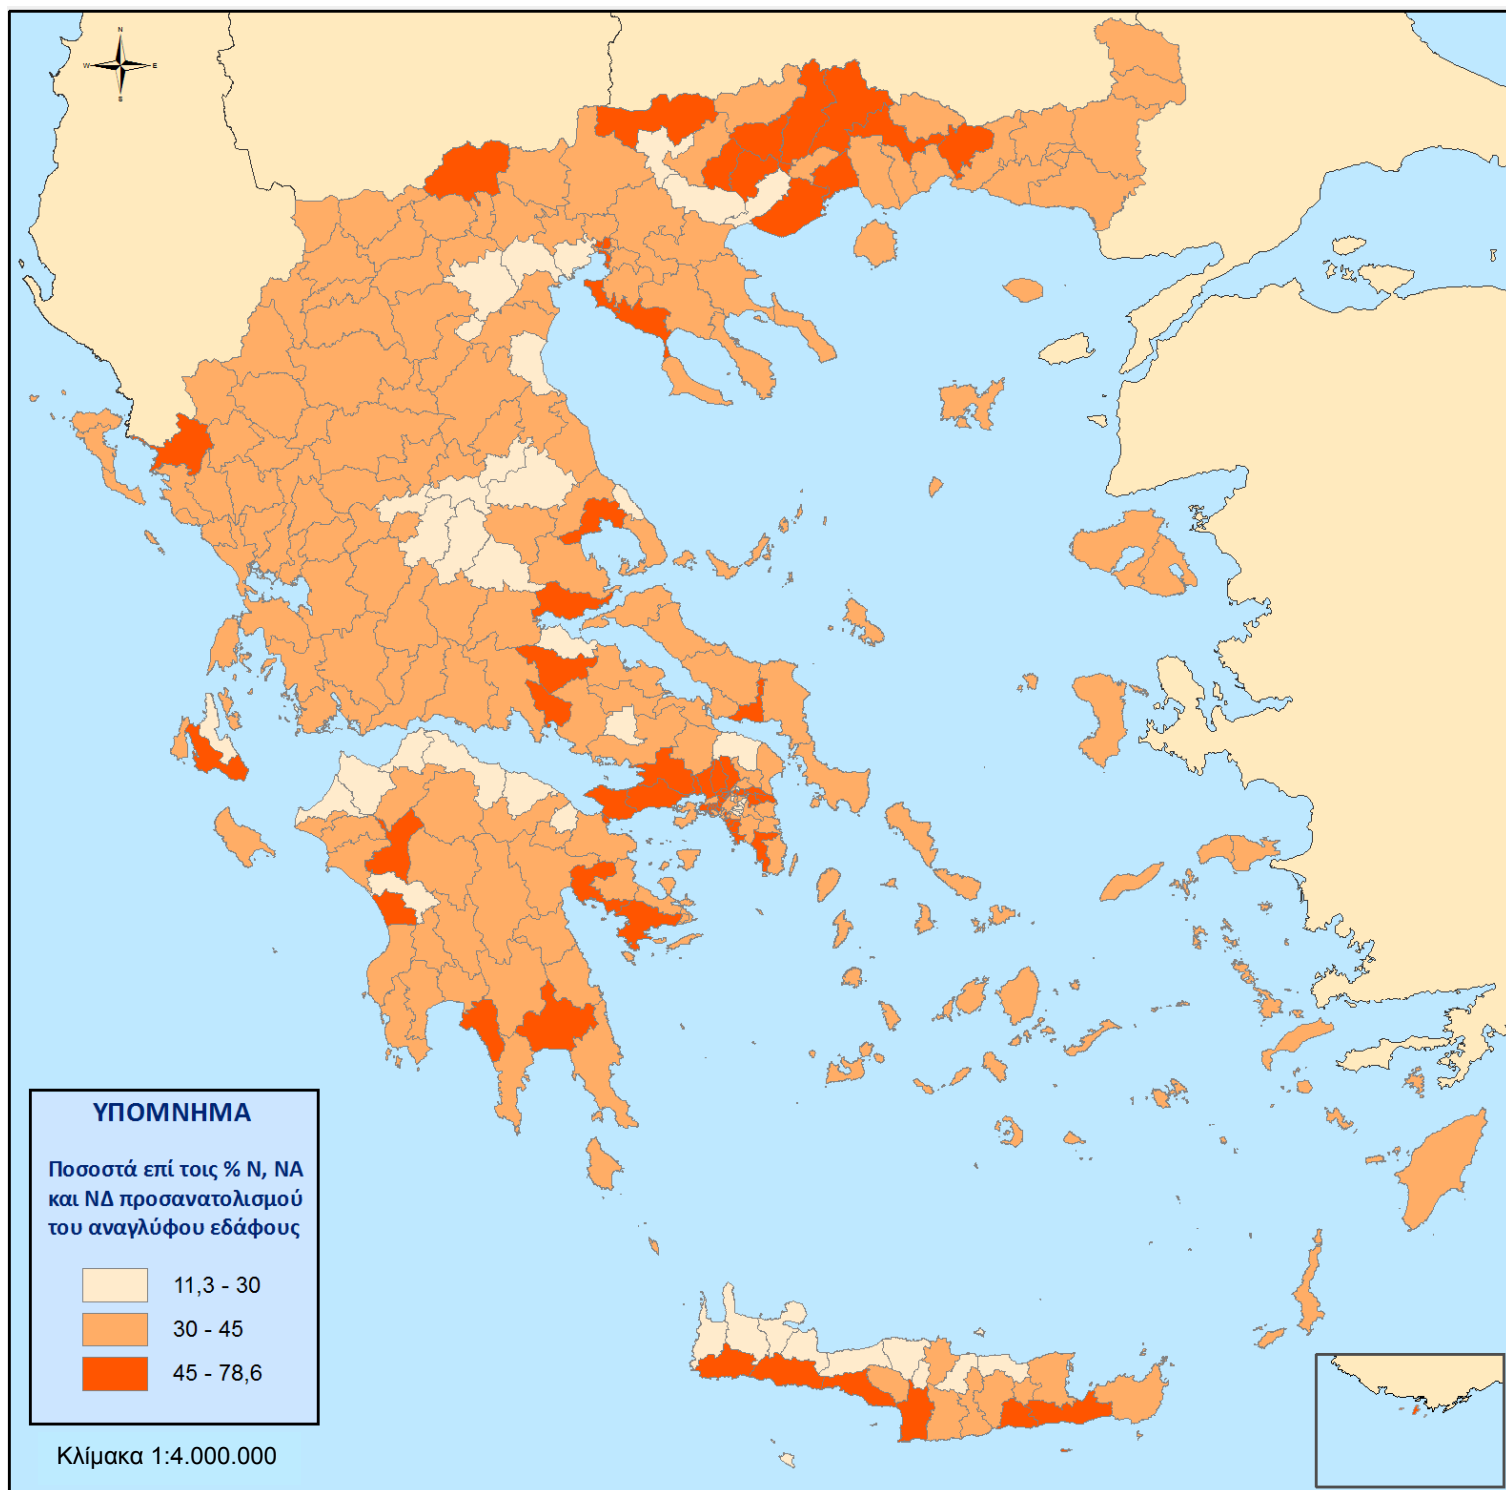 N
W E
S
ΥΠΟΜΝΗΜΑ
Ποσοστά επί τοις % Ν, ΝΑ
και ΝΔ προσανατολισμού
του αναγλύφου εδάφους
11,3 - 30
30 - 45
45 - 78,6
Κλίμακα 1:4.000.000